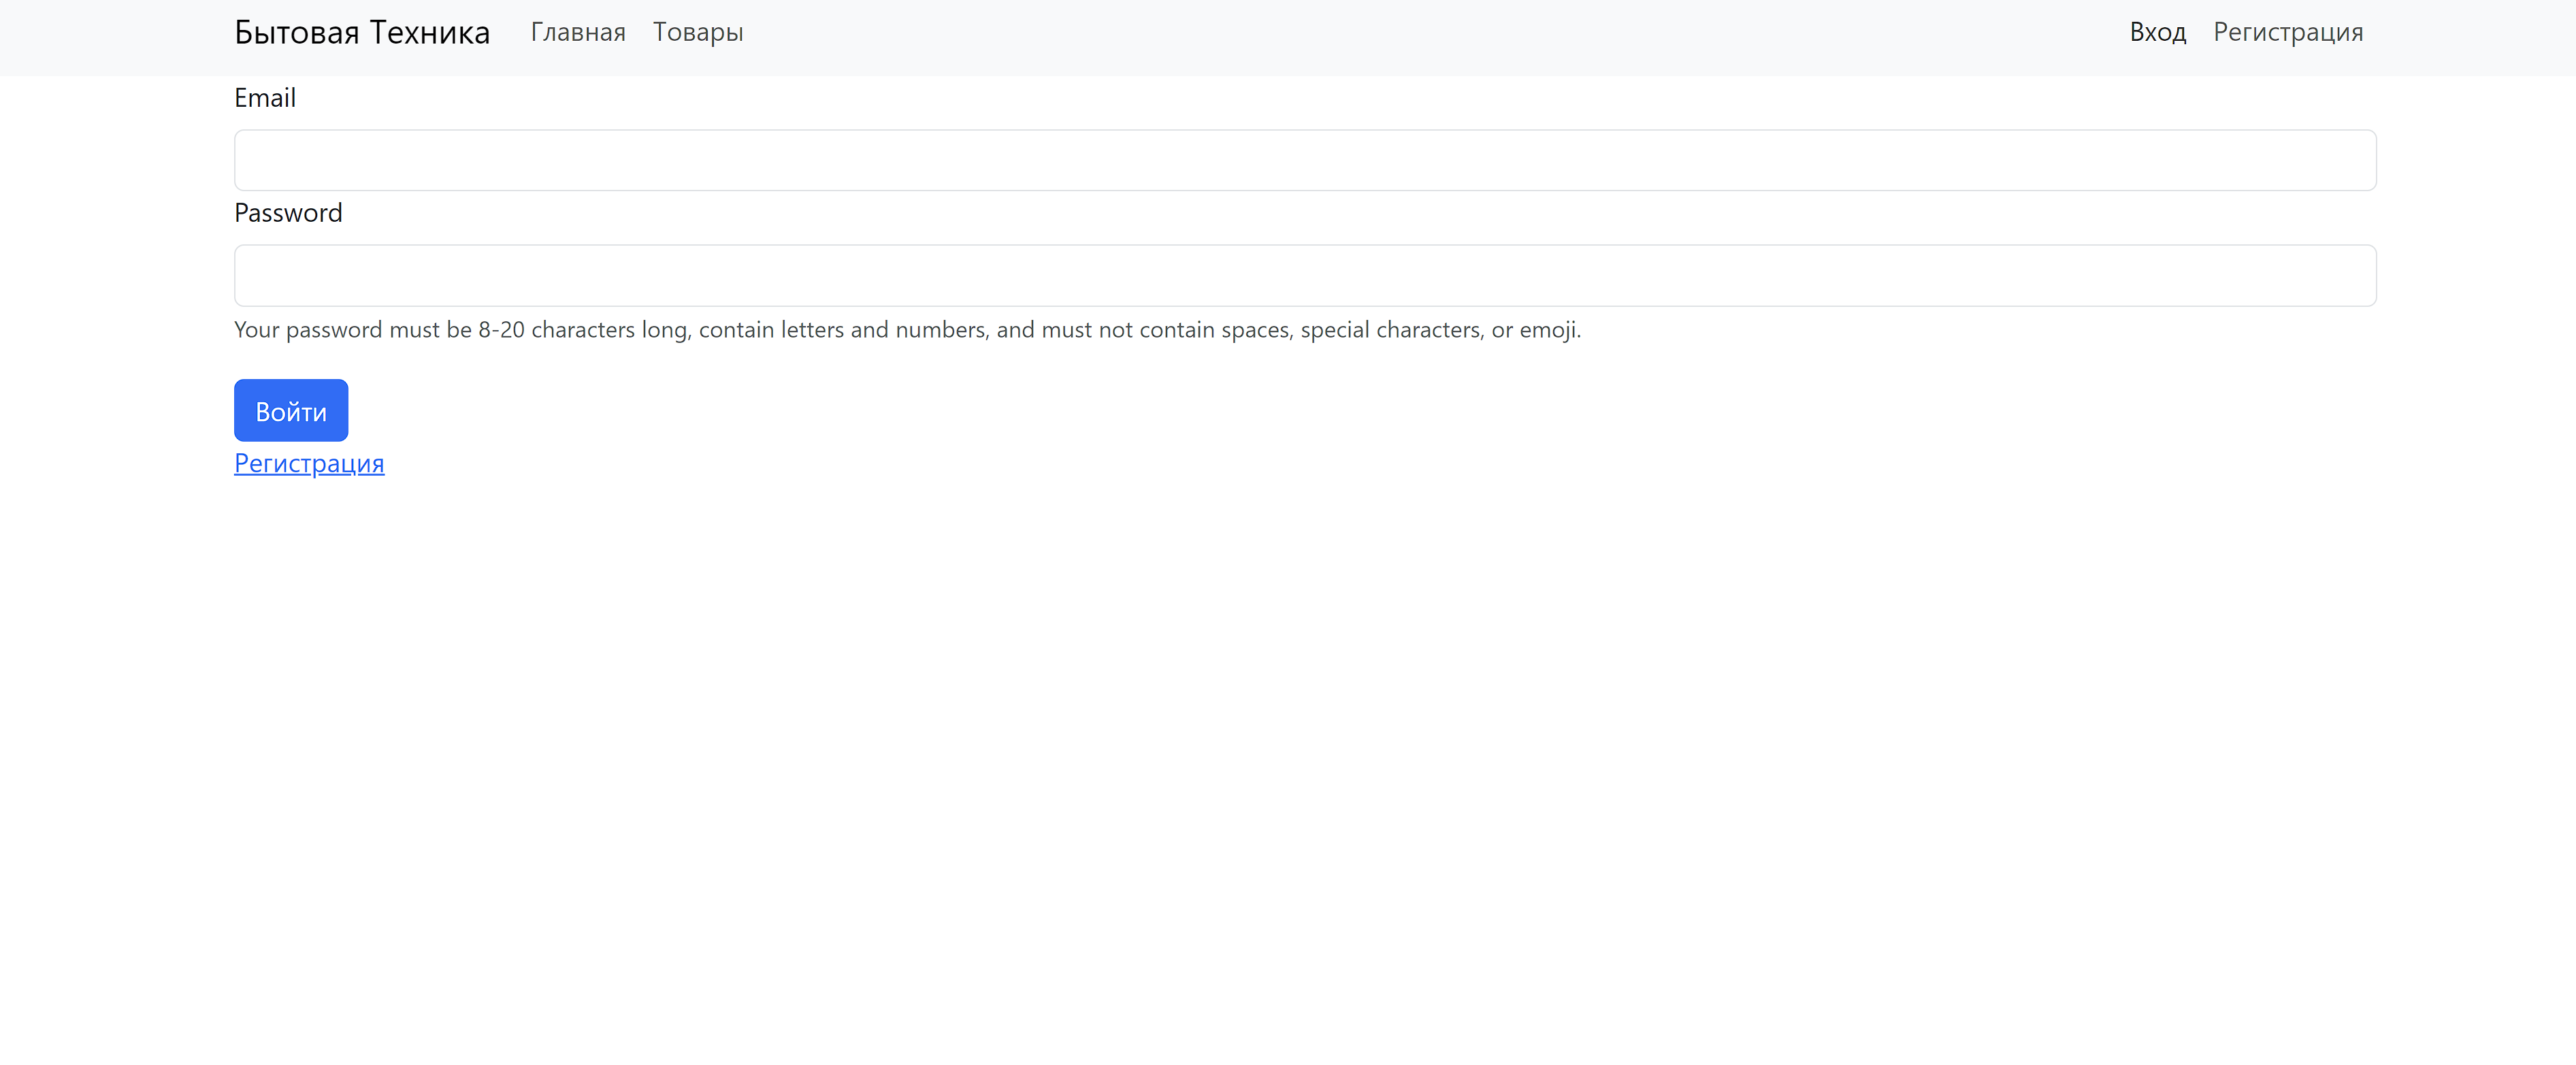 Бытовая Техника Главная Товары Вход Регистрация
Email
Password
Your password must be 8-20 characters long, contain letters and numbers, and must not contain spaces, special characters, or emoji.
Войти
Регистрация